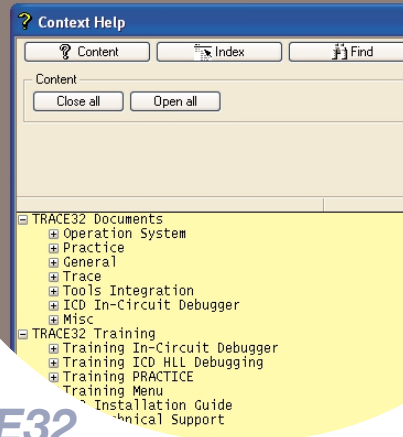 Context Help
Content Index Find
Content
Close all Open all
TRACE32 Documents
Operation System
Practice
General
Trace
Tools Integration
ICD In-Circuit Debugger
Misc
TRACE32 Training
Training In-Circuit Debugger
Training ICD HLL Debugging
Training PRACTICE
Training Menu
Installation Guide
Support
E32